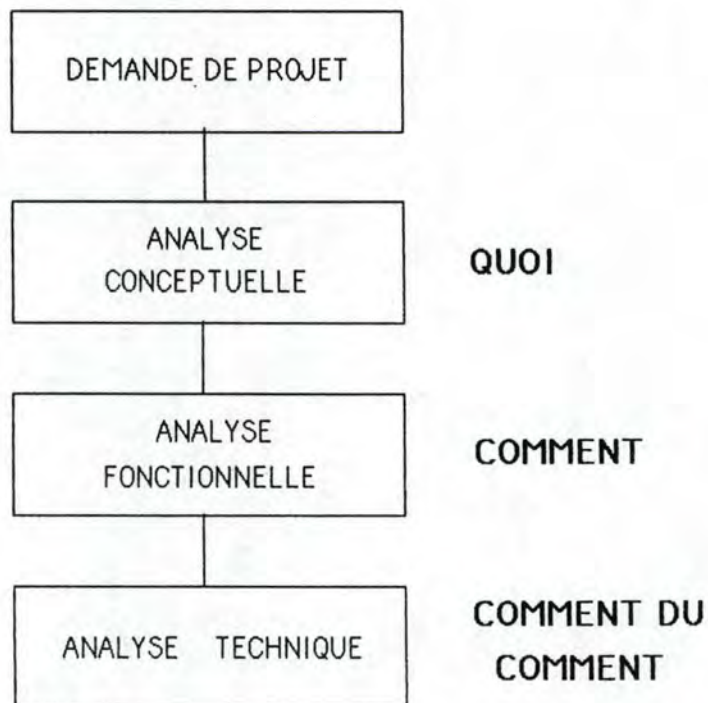 DEMANDE DE PROJET
ANALYSE
CONCEPTUELLE
QUOI
ANALYSE
FONCTIONNELLE
COMMENT
ANALYSE TECHNIQUE
COMMENT DU
COMMENT